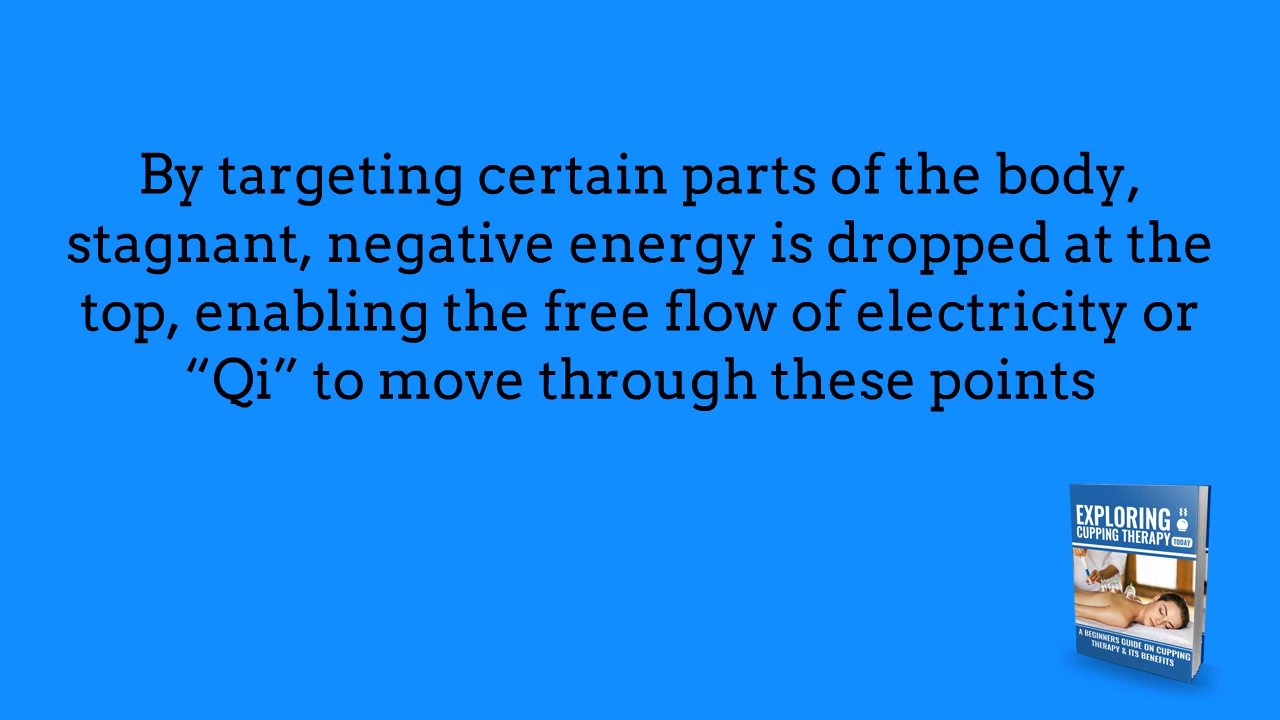 By targeting certain parts of the body,
stagnant, negative energy is dropped at the
top, enabling the free flow of electricity or
“Qi” to move through these points
EXPLORING
CUPPING THERAPY
TODAY
A BEGINNERS GUIDE ON CUPPING
THERAPY & ITS BENEFITS